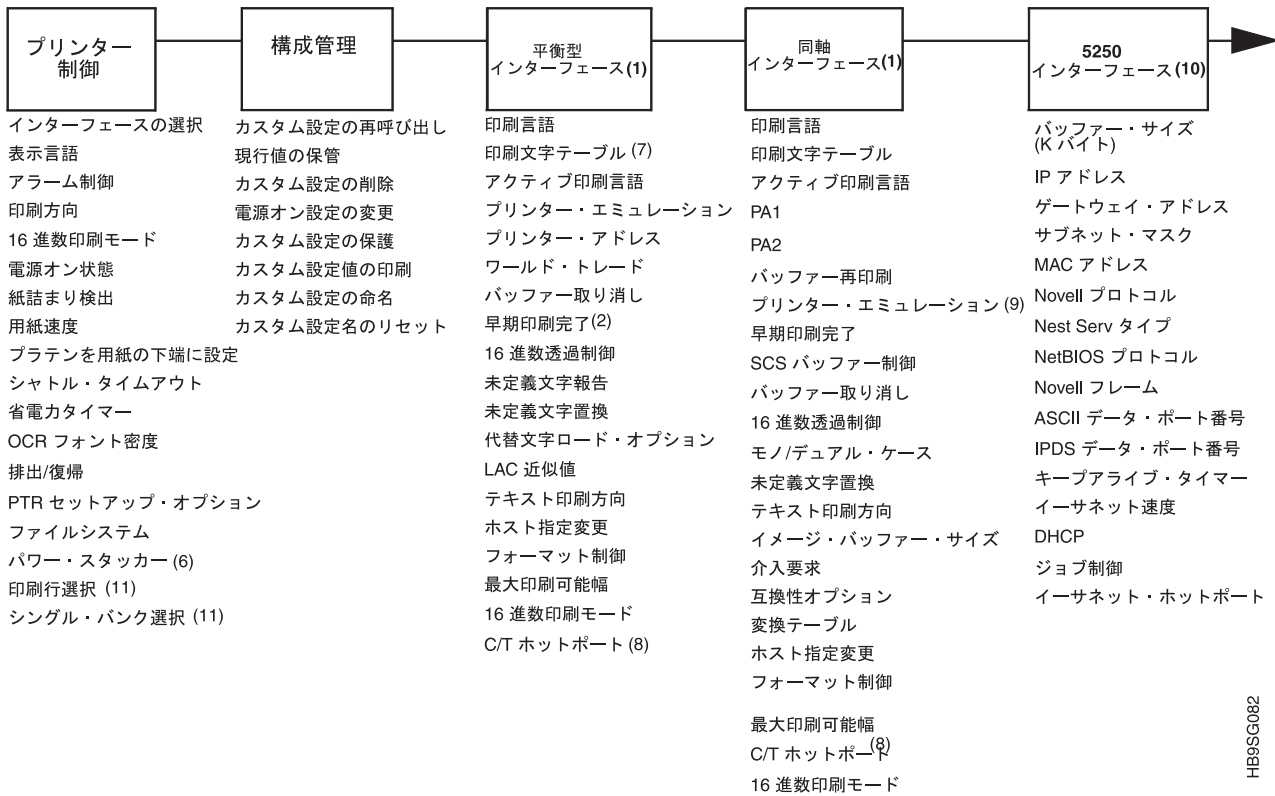 プリンター
制御
構成管理
平衡型
インターフェース(1)
同軸
インターフェース(1)
5250
インターフェース(10)
インターフェースの選択
表示言語
アラーム制御
印刷方向
16 進数印刷モード
電源オン状態
紙詰まり検出
用紙速度
プラテンを用紙の下端に設定
シャトル・タイムアウト
省電力タイマー
OCR フォント密度
排出/復帰
PTR セットアップ・オプション
ファイルシステム
パワー・スタッカー (6)
印刷行選択 (11)
シングル・バンク選択 (11)
カスタム設定の再呼び出し
現行値の保管
カスタム設定の削除
電源オン設定の変更
カスタム設定の保護
カスタム設定値の印刷
カスタム設定の命名
カスタム設定名のリセット
印刷言語
印刷文字テーブル (7)
アクティブ印刷言語
プリンター・エミュレーション
プリンター・アドレス
ワールド・トレード
バッファー取り消し
早期印刷完了(2)
16 進数透過制御
未定義文字報告
未定義文字置換
代替文字ロード・オプション
LAC 近似値
テキスト印刷方向
ホスト指定変更
フォーマット制御
最大印刷可能幅
16 進数印刷モード
C/T ホットポート (8)
印刷言語
印刷文字テーブル
アクティブ印刷言語
PA1
PA2
バッファー再印刷
プリンター・エミュレーション (9)
早期印刷完了
SCS バッファー制御
バッファー取り消し
16 進数透過制御
モノ/デュアル・ケース
未定義文字置換
テキスト印刷方向
イメージ・バッファー・サイズ
介入要求
互換性オプション
変換テーブル
ホスト指定変更
フォーマット制御
最大印刷可能幅
C/T ホットポート (8)
16 進数印刷モード
バッファー・サイズ
(K バイト)
IP アドレス
ゲートウェイ・アドレス
サブネット・マスク
MAC アドレス
Novell プロトコル
Nest Serv タイプ
NetBIOS プロトコル
Novell フレーム
ASCII データ・ポート番号
IPDS データ・ポート番号
キープアライブ・タイマー
イーサネット速度
DHCP
ジョブ制御
イーサネット・ホットポート
HB9SG082